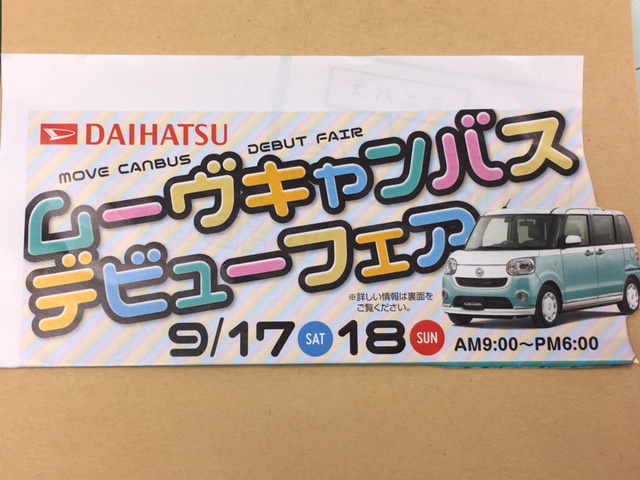 DAIHATSU
MOVE CANBUS DEBUT FAIR
ムーヴキャンバス
デビューフェア
※詳しい情報は裏面を
ご覧ください。
9/17 SAT 18 SUN AM9:00～PM6:00